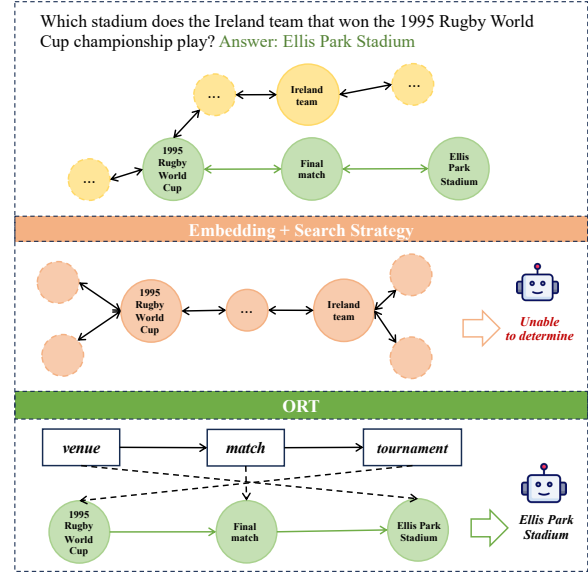 Which stadium does the Ireland team that won the 1995 Rugby World
Cup championship play? Answer: Ellis Park Stadium
...
Ireland
team
...
1995
Rugby
World
Cup
Final
match
Ellis
Park
Stadium
...
Embedding + Search Strategy
1995
Rugby
World
Cup
...
Ireland
team
Unable
to determine
ORT
venue
match
tournament
1995
Rugby
World
Cup
Final
match
Ellis Park
Stadium
Ellis Park
Stadium